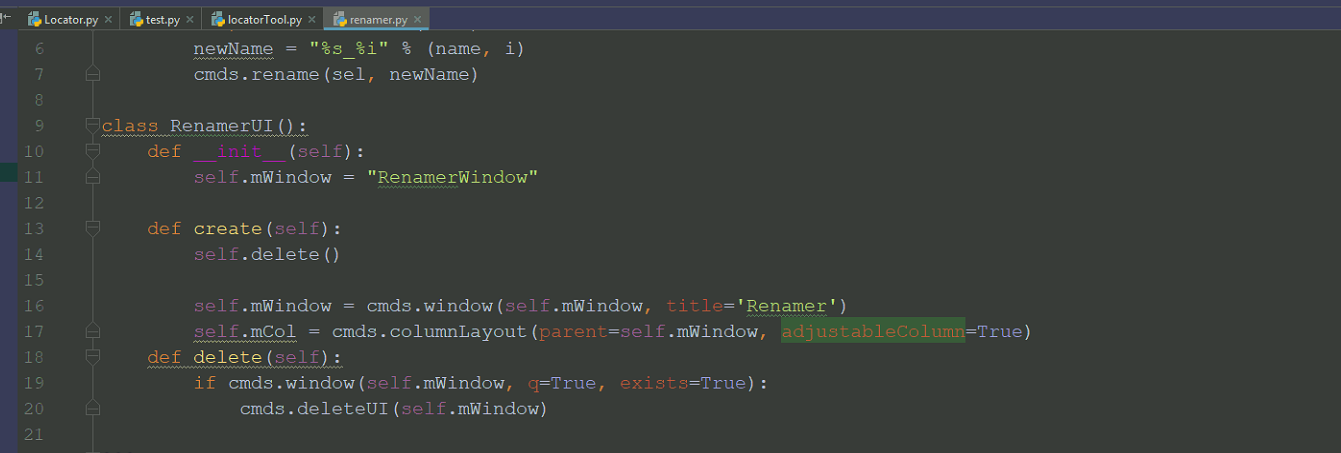 Locator.py × test.py × locatorTool.py × renamer.py ×
6 newName = "%s_%i" % (name, i)
7 cmds.rename(sel, newName)
8
9 class RenamerUI():
10 def __init__(self):
11 self.mWindow = "RenamerWindow"
12
13 def create(self):
14 self.delete()
15
16 self.mWindow = cmds.window(self.mWindow, title='Renamer')
17 self.mCol = cmds.columnLayout(parent=self.mWindow, adjustableColumn=True)
18 def delete(self):
19 if cmds.window(self.mWindow, q=True, exists=True):
20 cmds.deleteUI(self.mWindow)
21